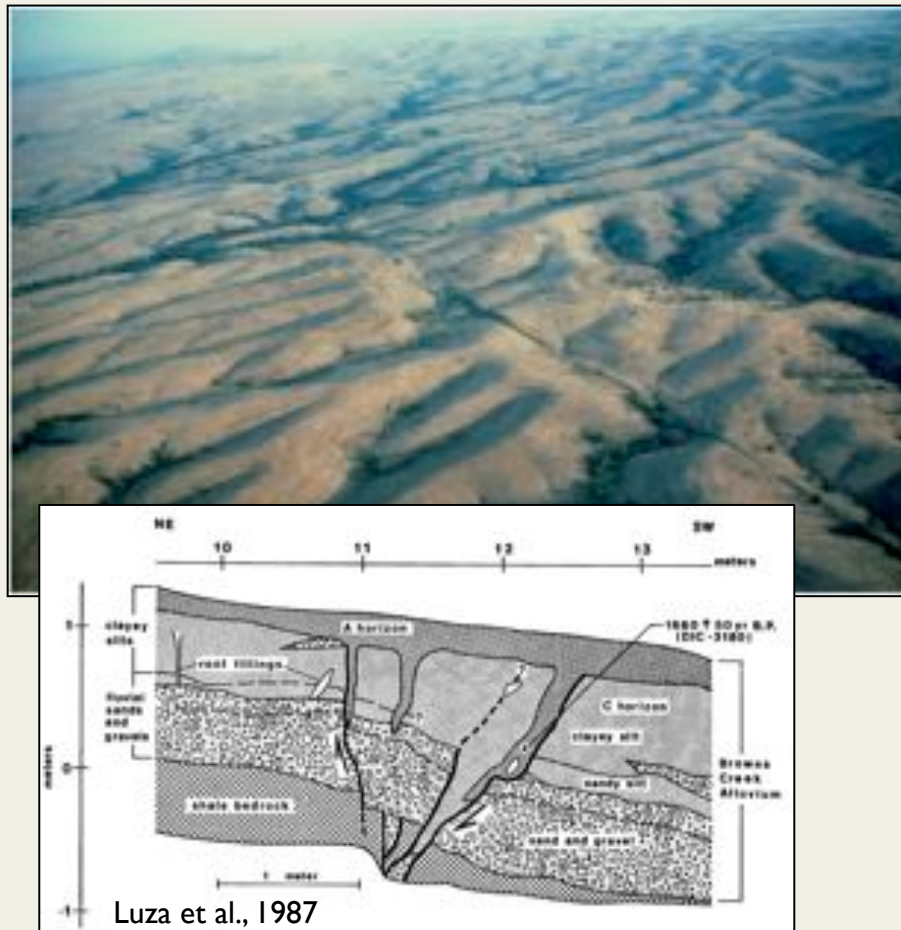 NE
SW
10
11
12
13
meters
1
0
-1
meters
clayey silts
fluvial sands and gravels
A horizon
root fillings
C horizon
clayey silt
sandy silt
sand and gravel
shale bedrock
Browns Creek Alluvium
1 meter
Luza et al., 1987